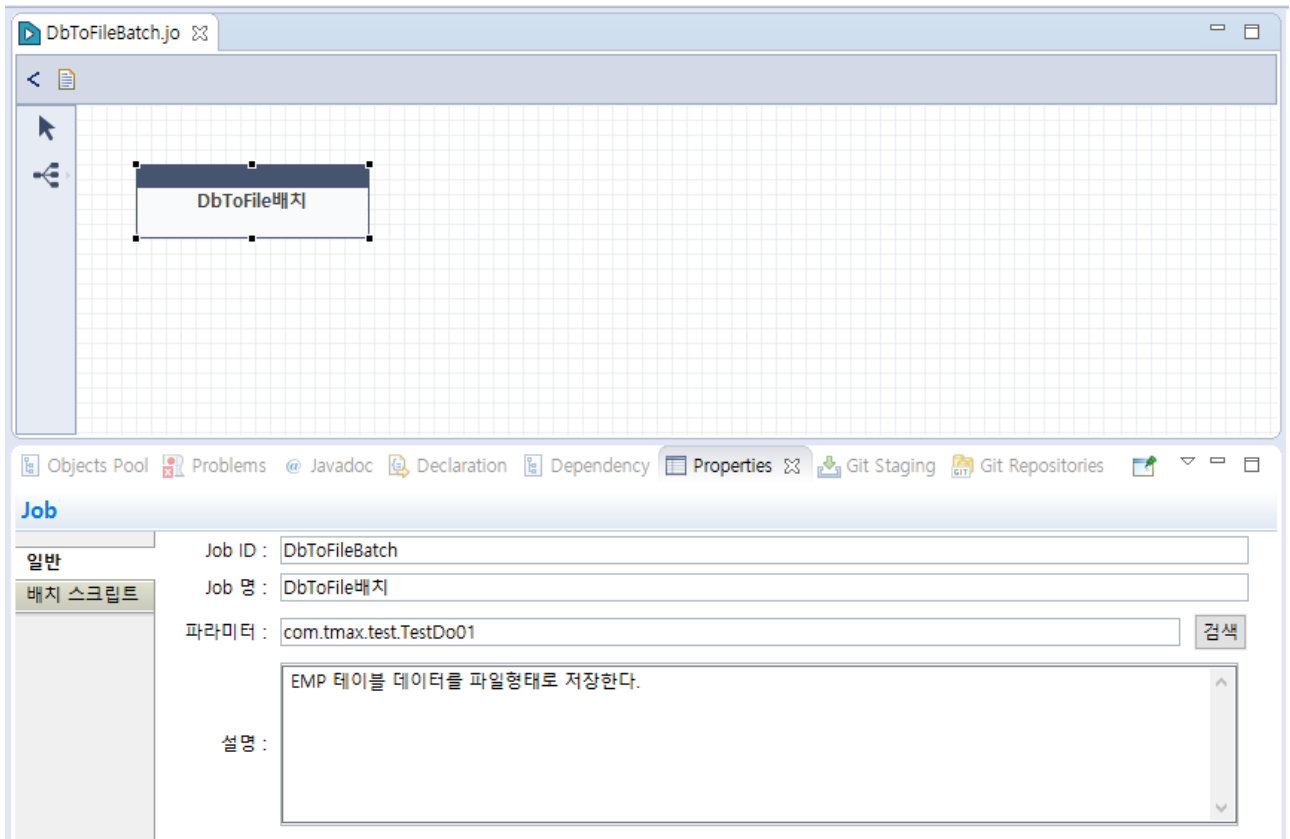 DbToFileBatch.jo
DbToFile배치
Objects Pool Problems @ Javadoc Declaration Dependency Properties Git Staging GIT Git Repositories
Job
일반
배치 스크립트
Job ID : DbToFileBatch
Job 명 : DbToFile배치
파라미터 : com.tmax.test.TestDo01 검색
설명 : EMP 테이블 데이터를 파일형태로 저장한다.